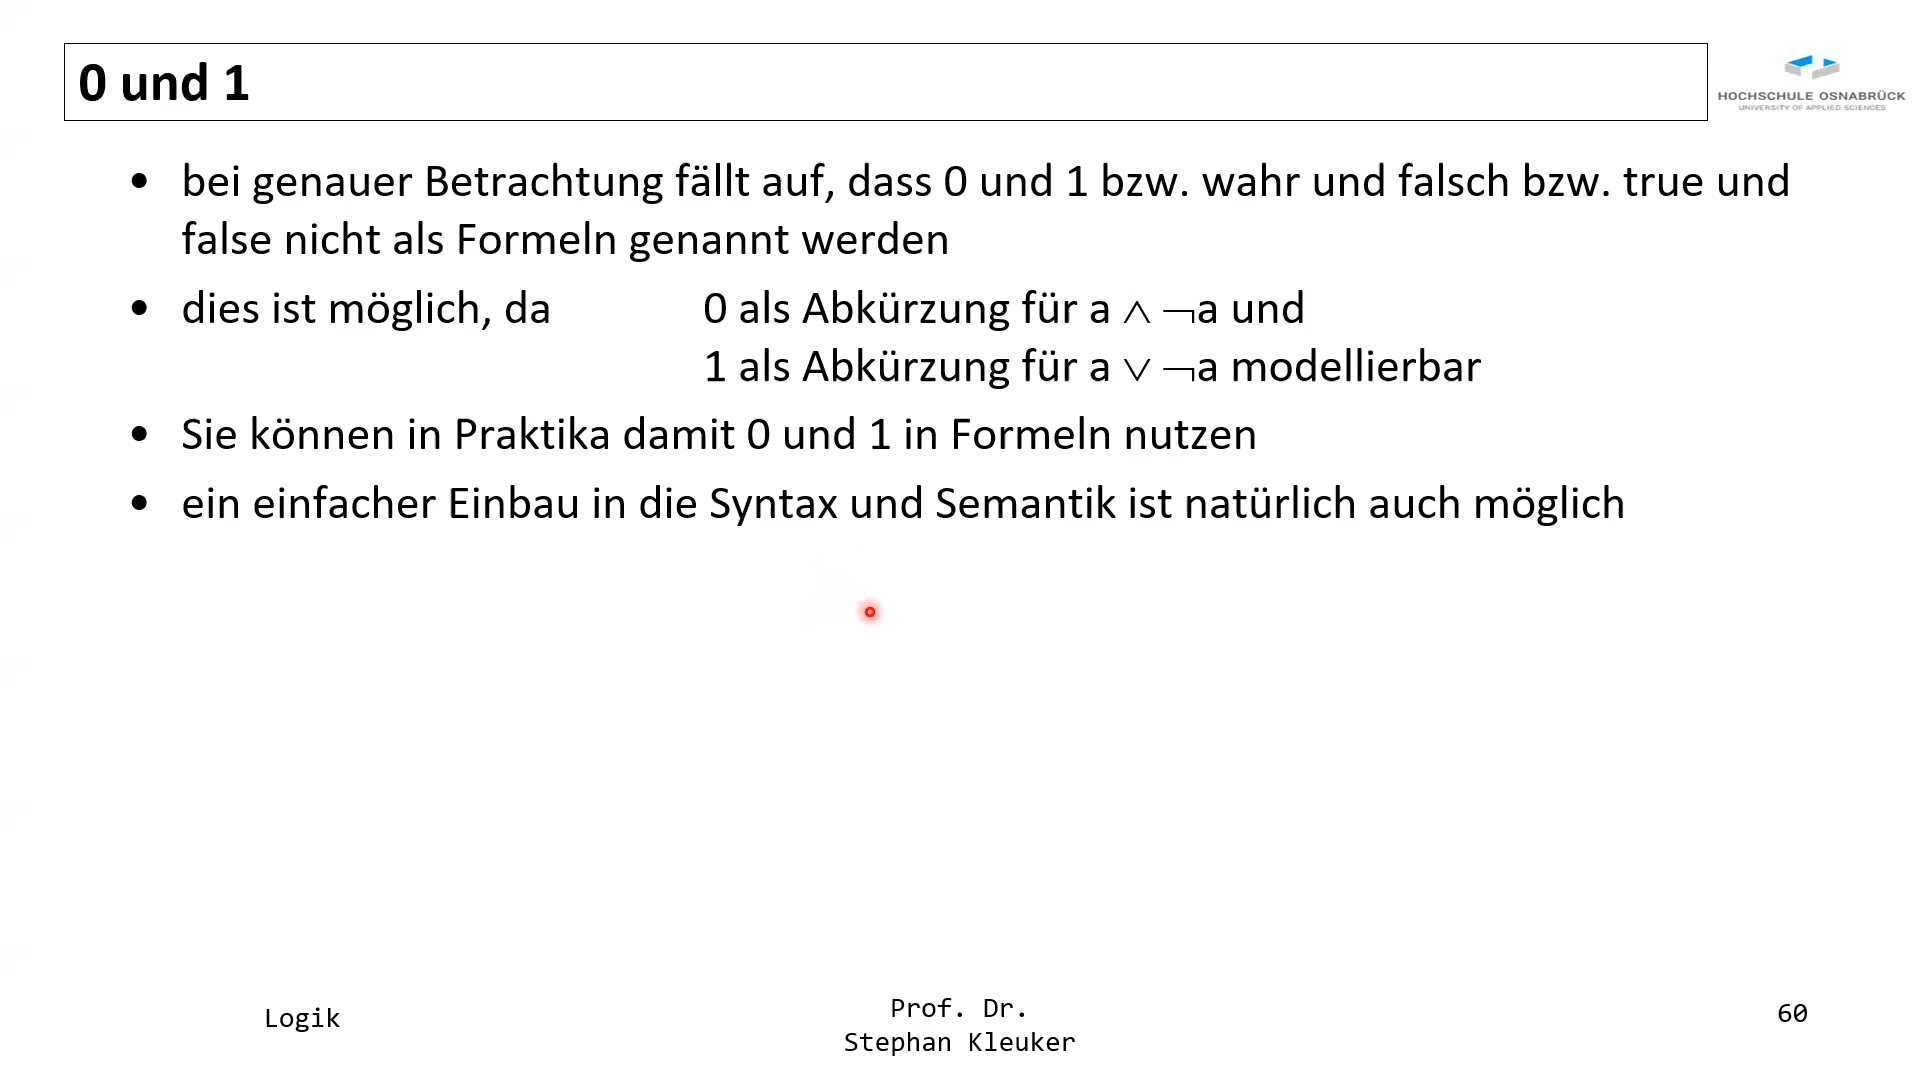 0 und 1
HOCHSCHULE OSNABRÜCK
UNIVERSITY OF APPLIED SCIENCES
• bei genauer Betrachtung fällt auf, dass 0 und 1 bzw. wahr und falsch bzw. true und
false nicht als Formeln genannt werden
• dies ist möglich, da 0 als Abkürzung für a ∧ ¬a und
1 als Abkürzung für a ∨ ¬a modellierbar
• Sie können in Praktika damit 0 und 1 in Formeln nutzen
• ein einfacher Einbau in die Syntax und Semantik ist natürlich auch möglich
Logik
Prof. Dr.
Stephan Kleuker
60